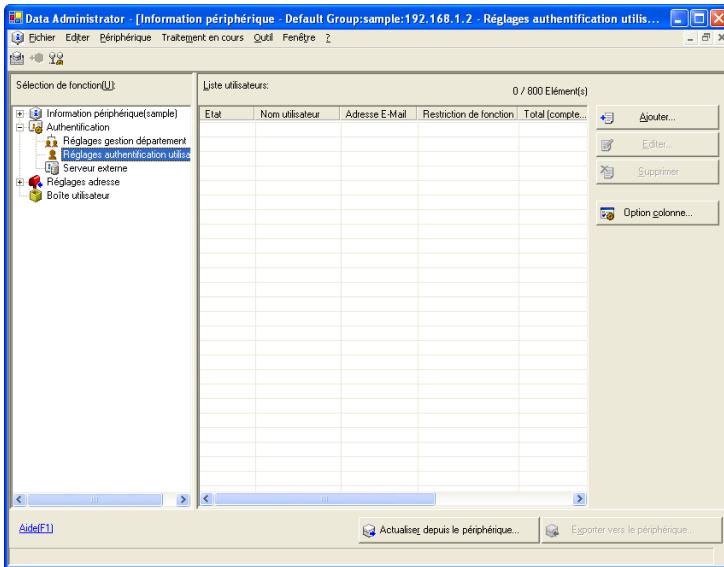 Data Administrator - [Information périphérique - Default Group:sample:192.168.1.2 - Réglages authentification utilis...
Fichier Editer Périphérique Traitement en cours Outil Fenêtre ?
Sélection de fonction(U):
Information périphérique(sample)
Authentification
Réglages gestion département
Réglages authentification utilisa
Serveur externe
Réglages adresse
Boîte utilisateur
Liste utilisateurs:
0 / 800 Elément(s)
Etat Nom utilisateur Adresse E-Mail Restriction de fonction Total (compte...
Ajouter...
Editer...
Supprimer
Option colonne...
Aide(F1)
Actualiser depuis le périphérique...
Exporter vers le périphérique...